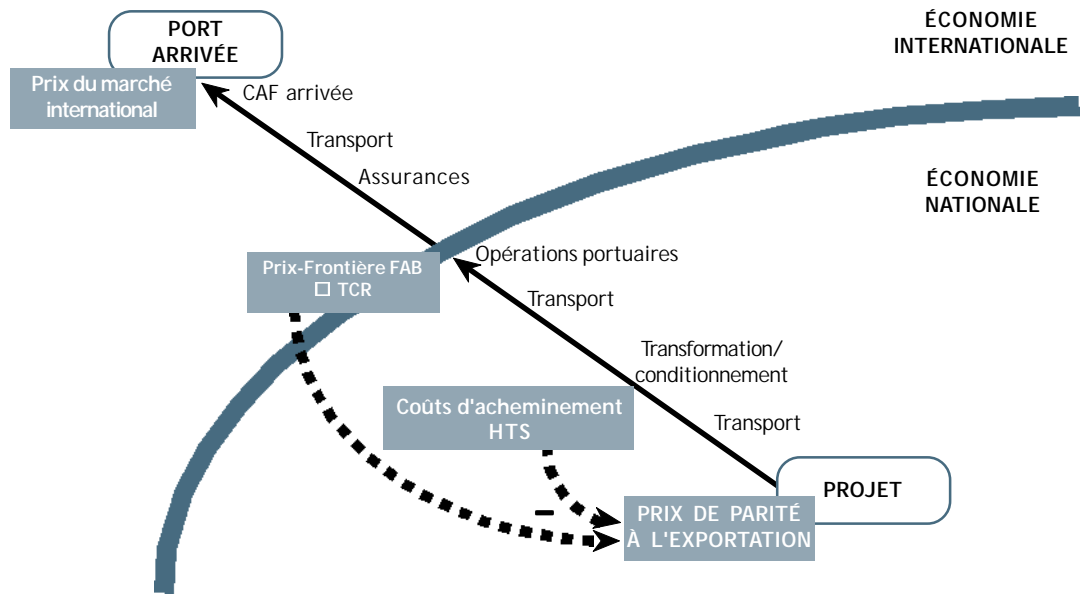 PORT
ARRIVÉE
Prix du marché
international
ÉCONOMIE
INTERNATIONALE
CAF arrivée
Transport
Assurances
ÉCONOMIE
NATIONALE
Prix-Frontière FAB
□ TCR
Opérations portuaires
Transport
Transformation/
conditionnement
Coûts d'acheminement
HTS
Transport
PROJET
–
PRIX DE PARITÉ
À L'EXPORTATION